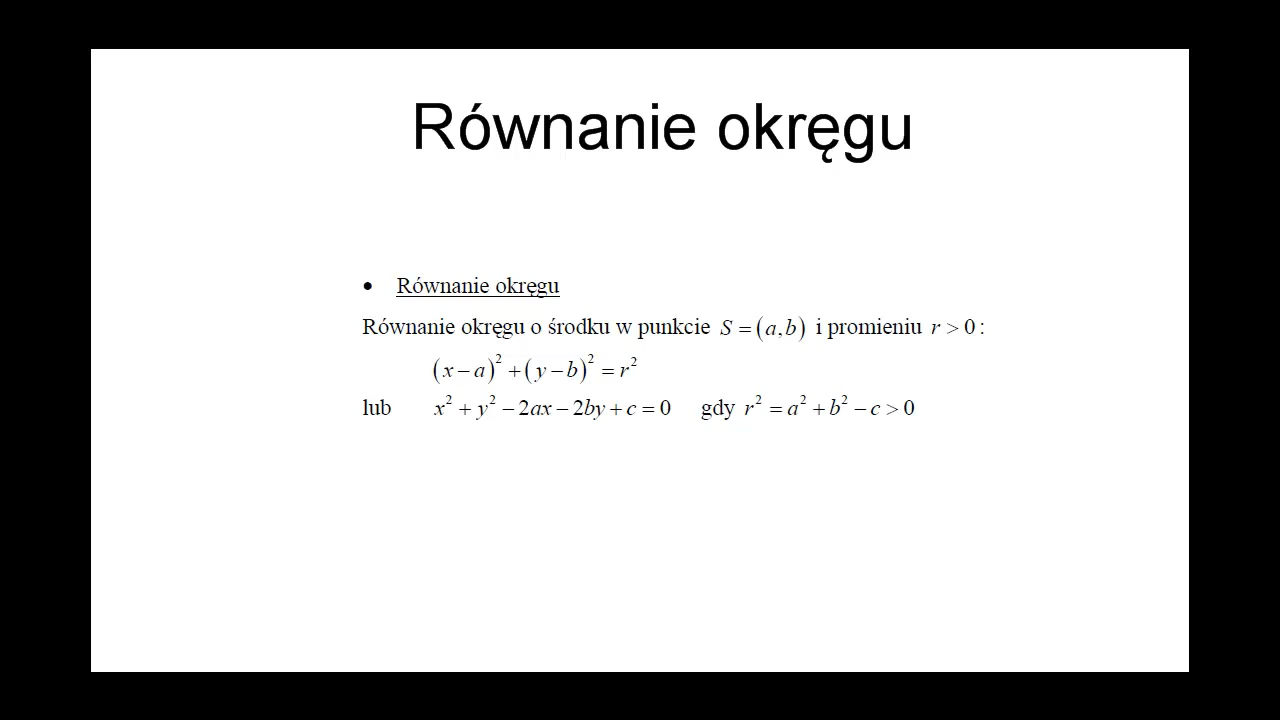 Równanie okręgu
• Równanie okręgu
Równanie okręgu o środku w punkcie S = (a, b) i promieniu r > 0 :
(x − a)² + (y − b)² = r²
lub x² + y² − 2ax − 2by + c = 0 gdy r² = a² + b² − c > 0